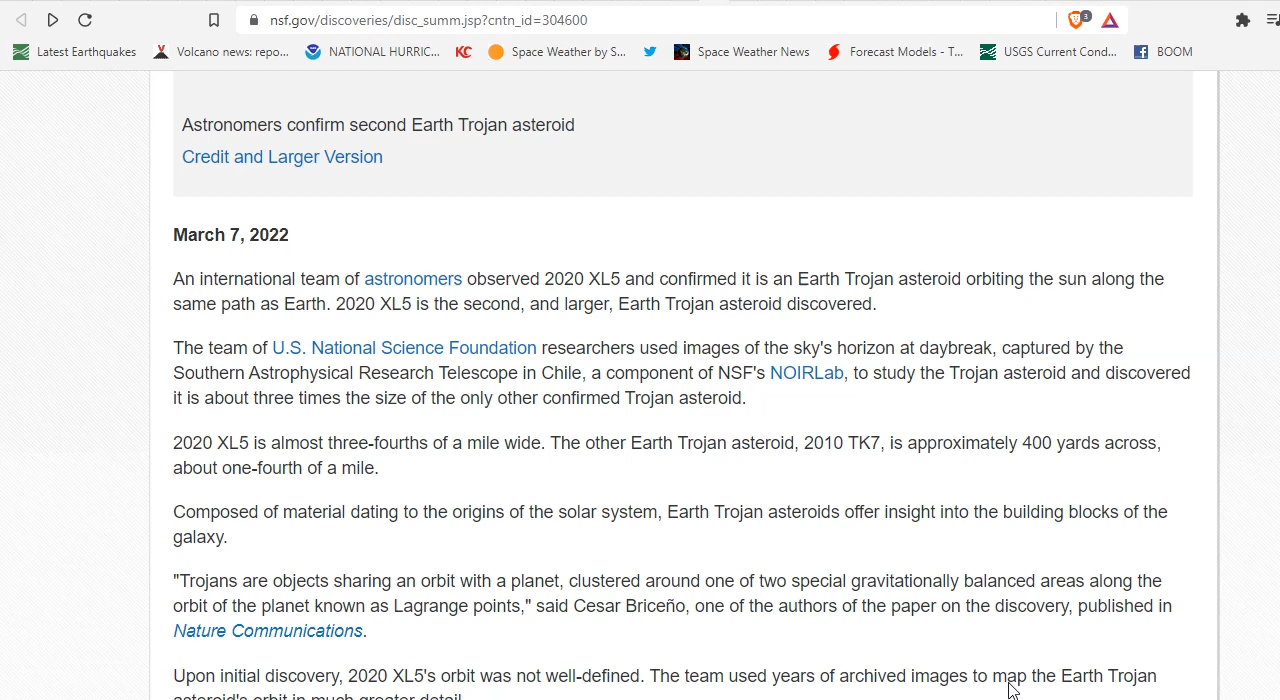 nsf.gov/discoveries/disc_summ.jsp?cntn_id=304600
3
Latest Earthquakes Volcano news: repo... NATIONAL HURRIC... KC Space Weather by S... Space Weather News Forecast Models - T... USGS Current Cond... BOOM
Astronomers confirm second Earth Trojan asteroid
Credit and Larger Version
March 7, 2022
An international team of astronomers observed 2020 XL5 and confirmed it is an Earth Trojan asteroid orbiting the sun along the
same path as Earth. 2020 XL5 is the second, and larger, Earth Trojan asteroid discovered.
The team of U.S. National Science Foundation researchers used images of the sky's horizon at daybreak, captured by the
Southern Astrophysical Research Telescope in Chile, a component of NSF's NOIRLab, to study the Trojan asteroid and discovered
it is about three times the size of the only other confirmed Trojan asteroid.
2020 XL5 is almost three-fourths of a mile wide. The other Earth Trojan asteroid, 2010 TK7, is approximately 400 yards across,
about one-fourth of a mile.
Composed of material dating to the origins of the solar system, Earth Trojan asteroids offer insight into the building blocks of the
galaxy.
"Trojans are objects sharing an orbit with a planet, clustered around one of two special gravitationally balanced areas along the
orbit of the planet known as Lagrange points," said Cesar Briceño, one of the authors of the paper on the discovery, published in
Nature Communications.
Upon initial discovery, 2020 XL5's orbit was not well-defined. The team used years of archived images to map the Earth Trojan
asteroid's orbit in much greater detail.